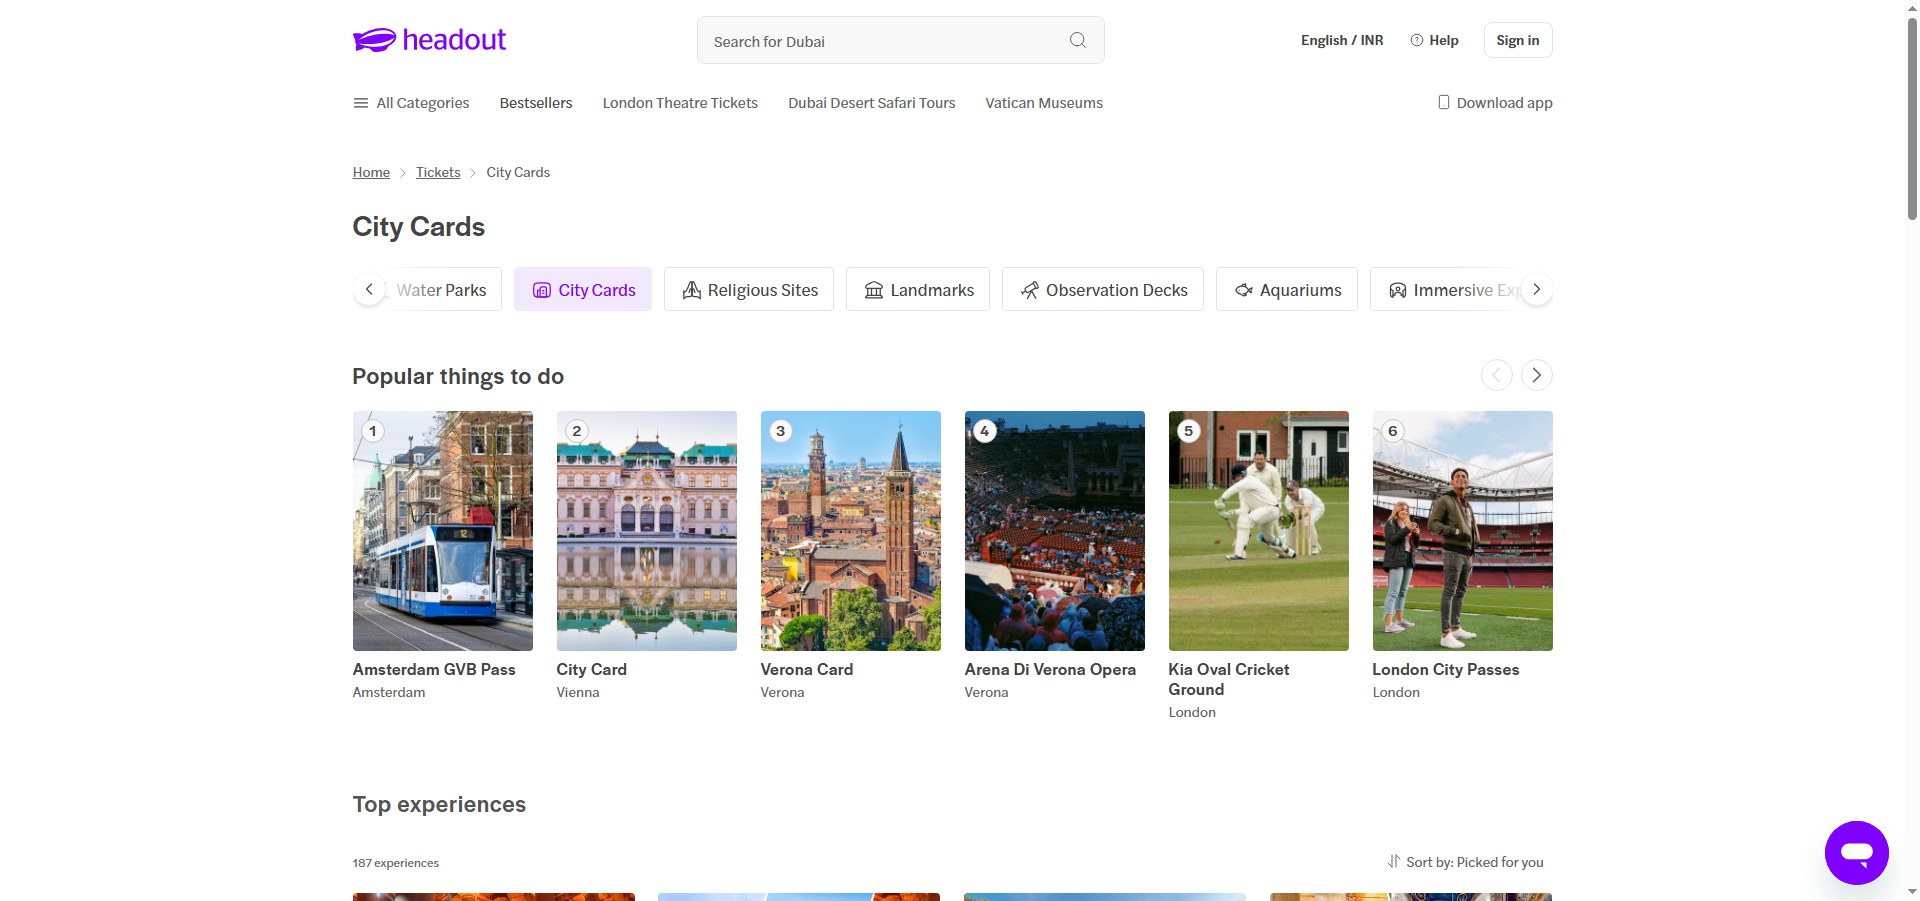 headout
Search for Dubai
English / INR
Help
Sign in
All Categories
Bestsellers
London Theatre Tickets
Dubai Desert Safari Tours
Vatican Museums
Download app
Home
Tickets
City Cards
City Cards
Water Parks
City Cards
Religious Sites
Landmarks
Observation Decks
Aquariums
Immersive Exp
Popular things to do
1
2
3
4
5
6
12
Amsterdam GVB Pass
Amsterdam
City Card
Vienna
Verona Card
Verona
Arena Di Verona Opera
Verona
Kia Oval Cricket
Ground
London
London City Passes
London
Top experiences
187 experiences
Sort by: Picked for you